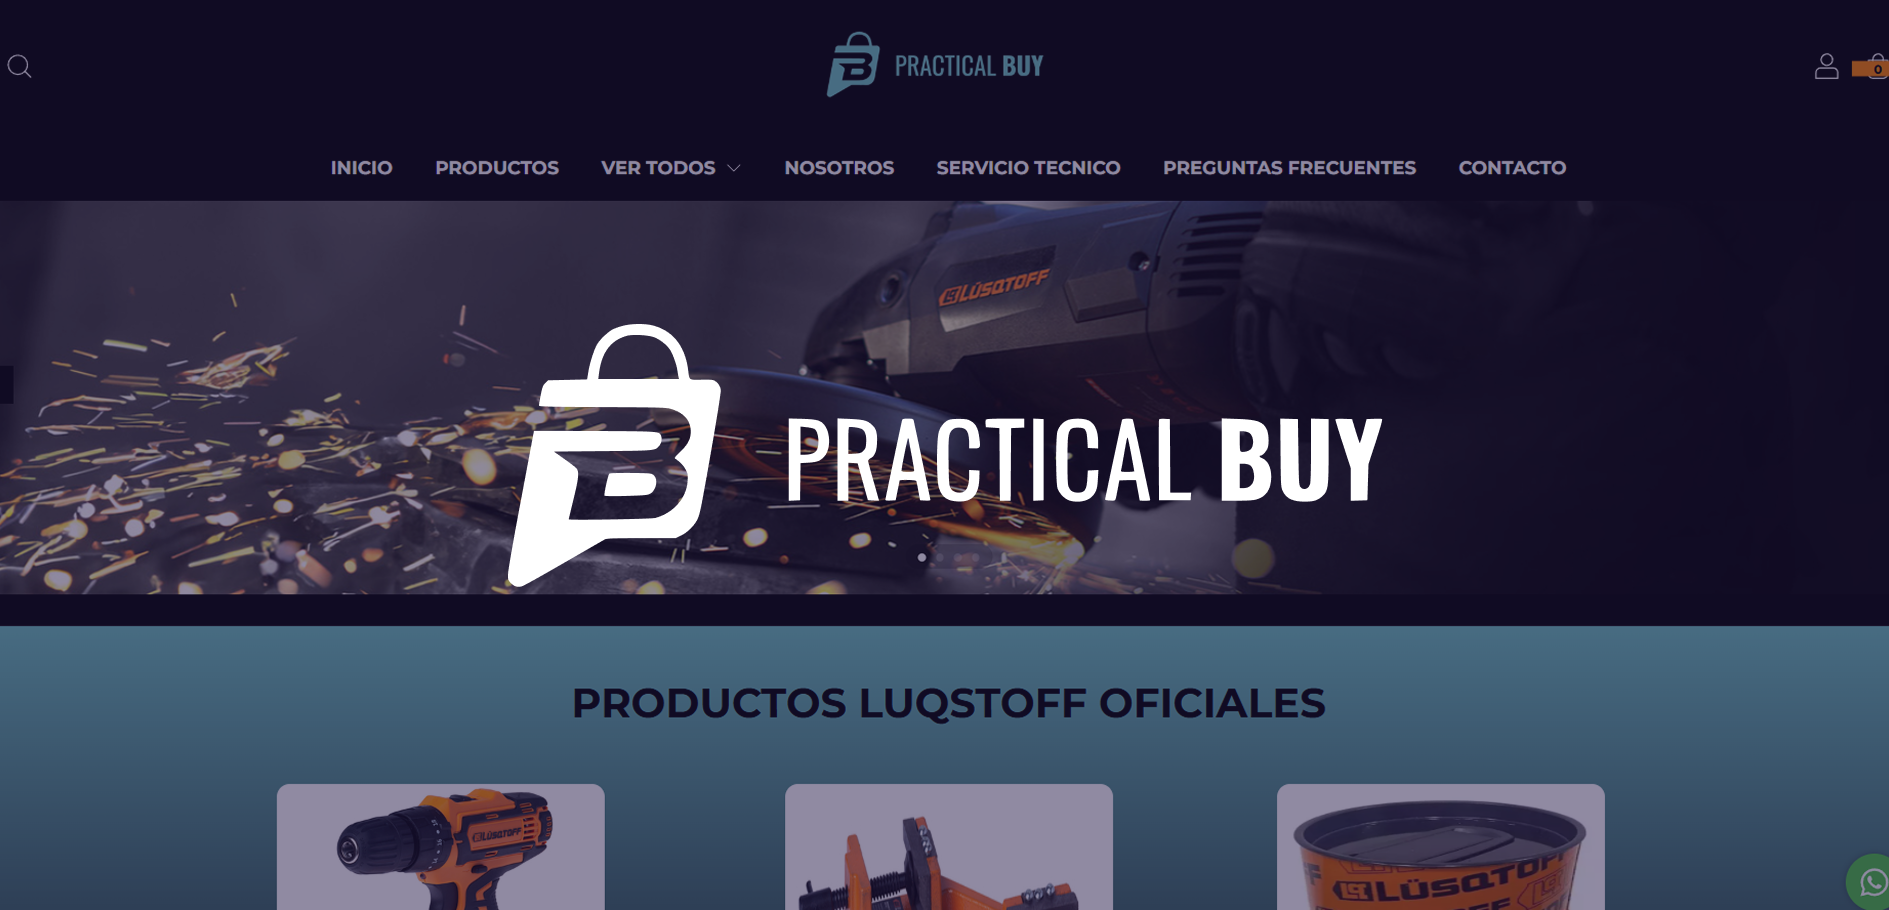 PRACTICAL BUY
0
INICIO PRODUCTOS VER TODOS NOSOTROS SERVICIO TECNICO PREGUNTAS FRECUENTES CONTACTO
LÜSQTOFF
PRACTICAL BUY
PRODUCTOS LUQSTOFF OFICIALES
LÜSQTOFF
LÜSQTOFF